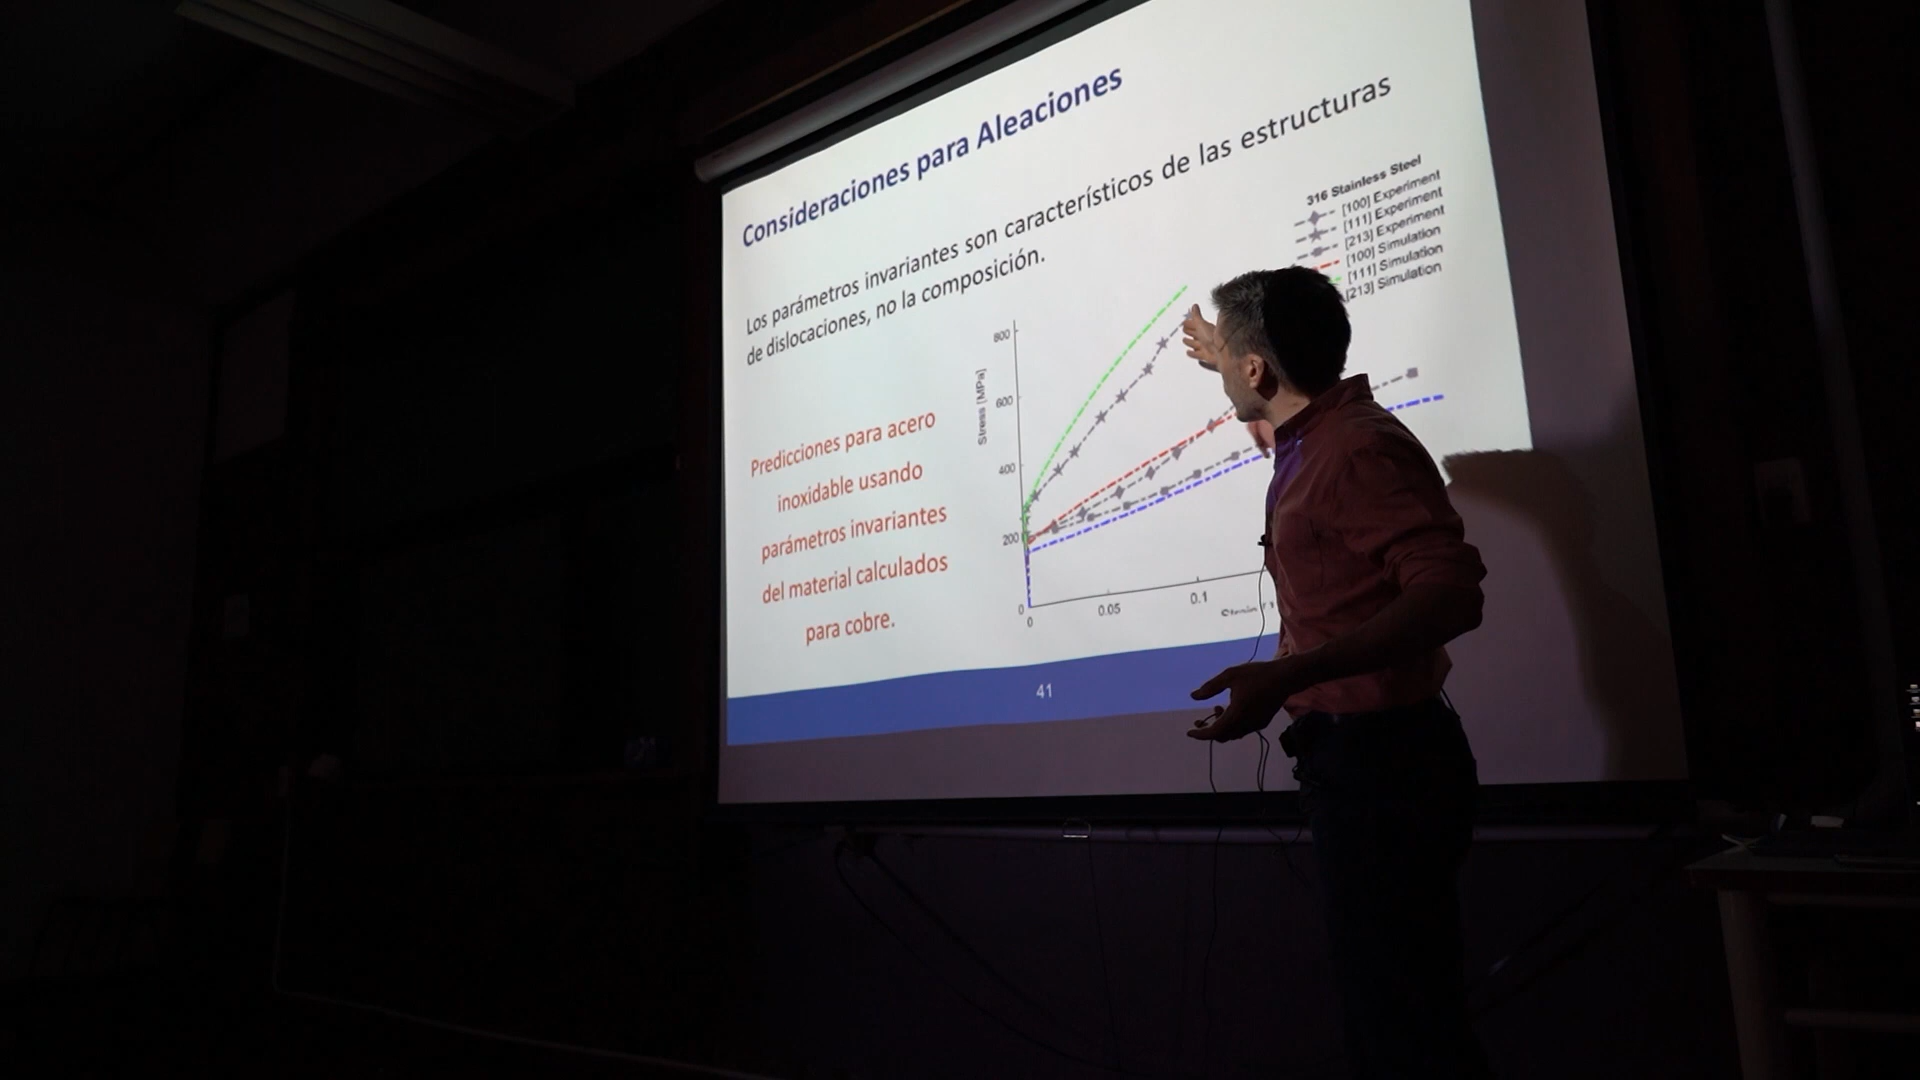 Consideraciones para Aleaciones
Los parámetros invariantes son característicos de las estructuras
de dislocaciones, no la composición.
Predicciones para acero
inoxidable usando
parámetros invariantes
del material calculados
para cobre.
316 Stainless Steel
[100] Experiment
[111] Experiment
[213] Experiment
[100] Simulation
[111] Simulation
[213] Simulation
Stress [MPa]
800
600
400
200
0
0
0.05
0.1
41